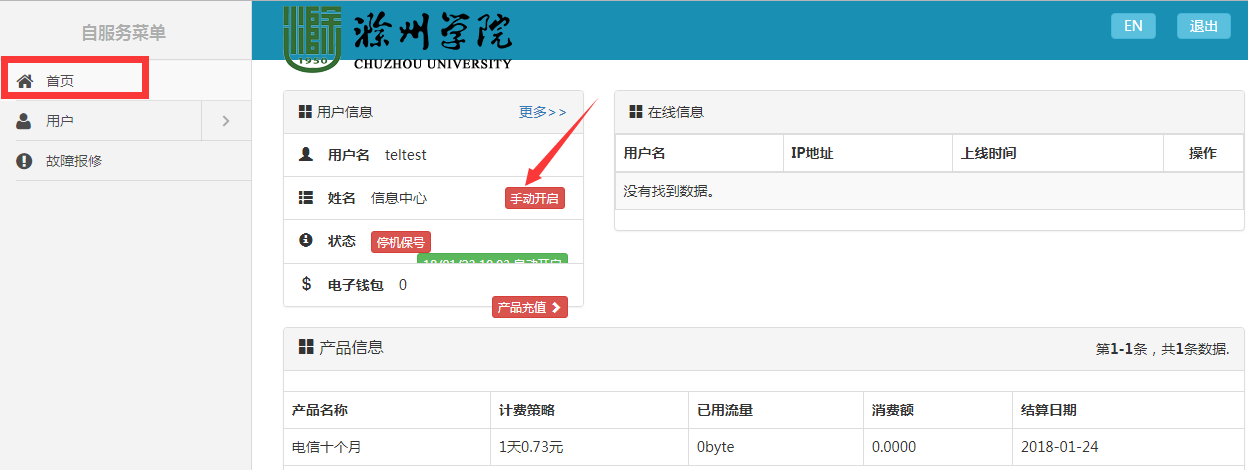 自服务菜单
首页
用户
故障报修
1950
滁州学院
CHUZHOU UNIVERSITY
EN
退出
用户信息
更多>>
用户名 teltest
姓名 信息中心
手动开启
状态 停机保号
自动开启
电子钱包 0
产品充值
在线信息
用户名 IP地址 上线时间 操作
没有找到数据。
产品信息
第1-1条，共1条数据.
产品名称 计费策略 已用流量 消费额 结算日期
电信十个月 1天0.73元 0byte 0.0000 2018-01-24